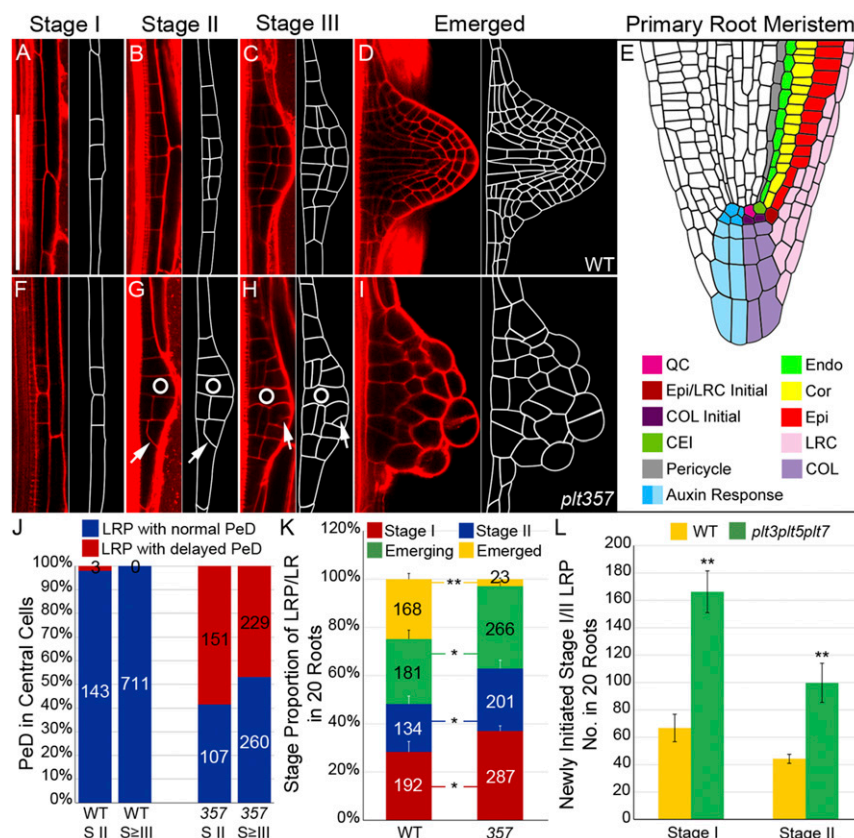 Stage I Stage II Stage III Emerged Primary Root Meristem
A B C D E
WT
F G H I
plt357
QC Endo
Epi/LRC Initial Cor
COL Initial Epi
CEI LRC
Pericycle COL
Auxin Response
J
LRP with normal PeD
LRP with delayed PeD
PeD in Central Cells
100%
90%
80%
70%
60%
50%
40%
30%
20%
10%
0%
3 0
143 711 151 229
107 260
WT WT 357 357
S II S≥III S II S≥III
K
Stage I Stage II
Emerging Emerged
Stage Proportion of LRP/LR
in 20 Roots
120%
100%
80%
60%
40%
20%
0%
168 ** 23
181 * 266
134 * 201
192 * 287
WT 357
L
WT plt3plt5plt7
Newly Initiated Stage I/II LRP
No. in 20 Roots
200
180
160
140
120
100
80
60
40
20
0
**
**
Stage I Stage II